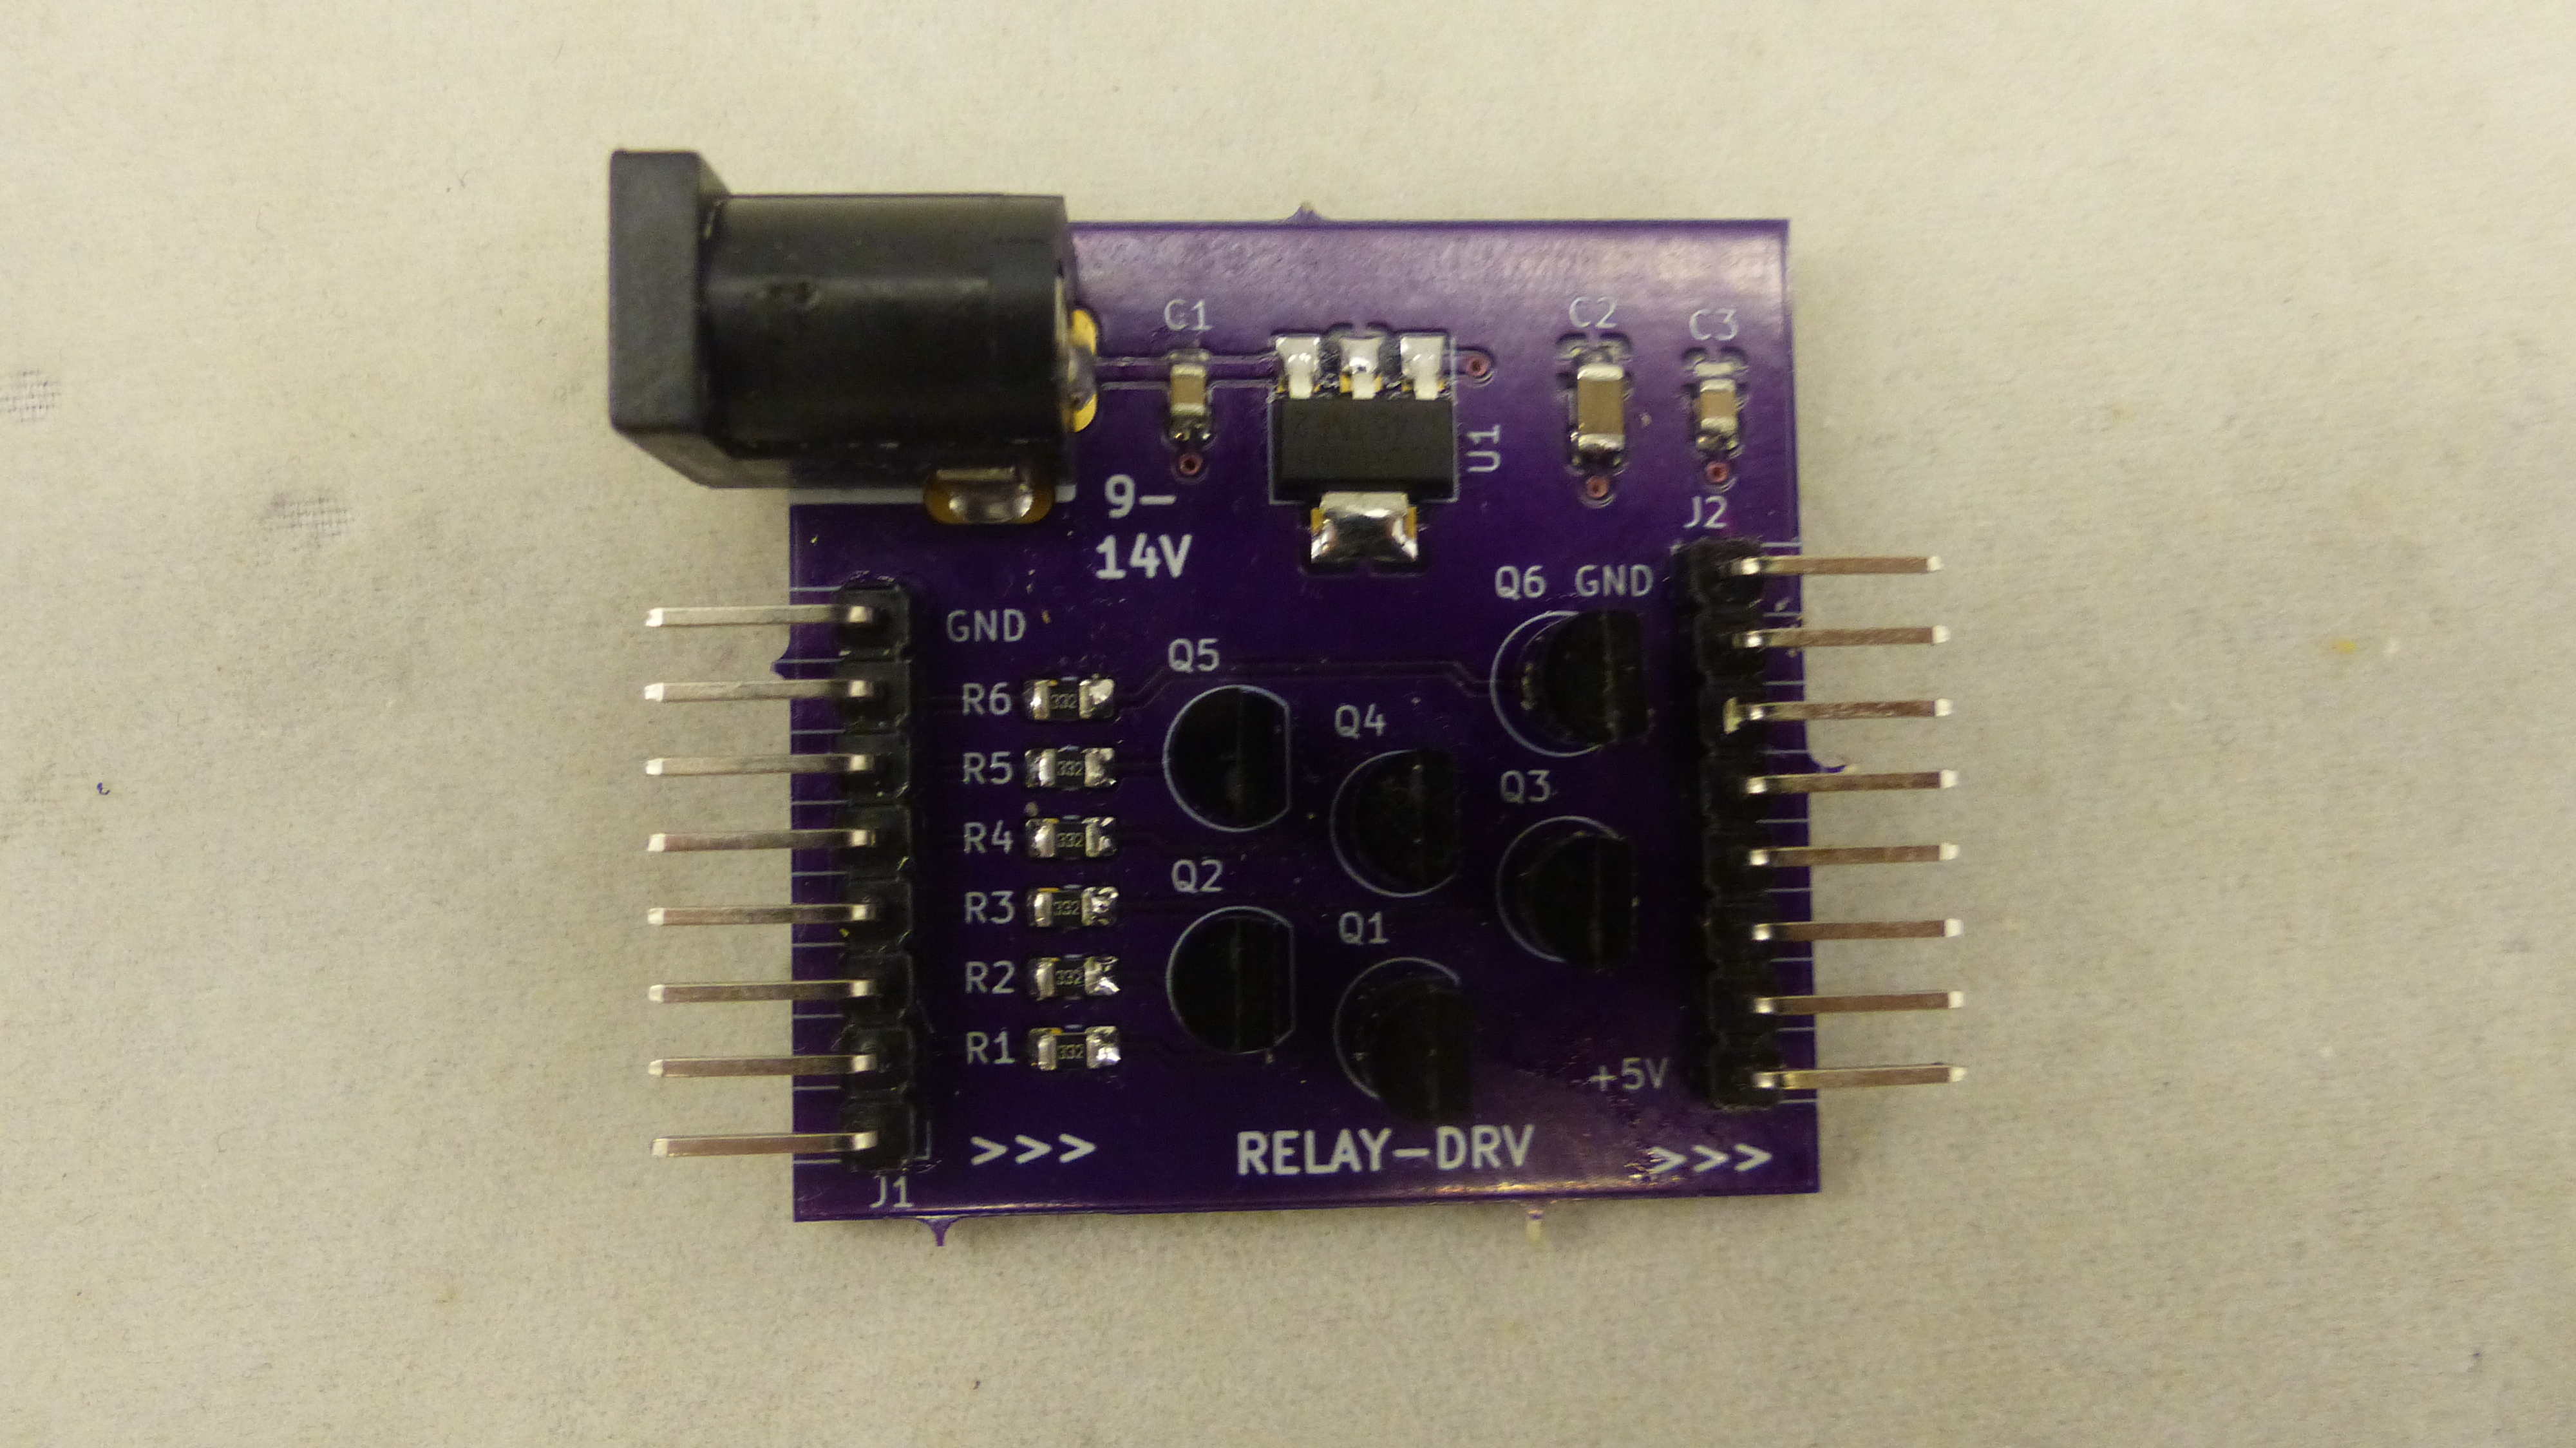 C1
C2
C3
U1
9-
14V
J2
Q6 GND
GND
Q5
R6 332
Q4
R5 332
Q3
R4 332
Q2
R3 332
Q1
R2 332
R1 332
+5V
>>> RELAY-DRV >>>
J1